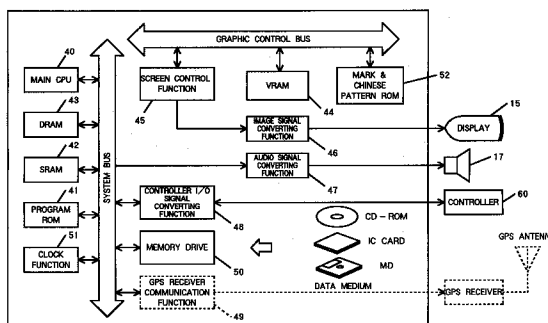 GRAPHIC CONTROL BUS
40
MAIN CPU
SCREEN CONTROL
FUNCTION
45
VRAM
44
MARK &
CHINESE
PATTERN ROM
52
43
DRAM
15
DISPLAY
IMAGE SIGNAL
CONVERTING
FUNCTION
46
42
SRAM
SYSTEM BUS
AUDIO SIGNAL
CONVERTING
FUNCTION
47
17
41
PROGRAM
ROM
CONTROLLER I/O
SIGNAL
CONVERTING
FUNCTION
48
60
CONTROLLER
CD-ROM
51
CLOCK
FUNCTION
MEMORY DRIVE
50
IC CARD
MD
DATA MEDIUM
GPS ANTENN
GPS RECEIVER
COMMUNICATION
FUNCTION
49
GPS RECEIVER